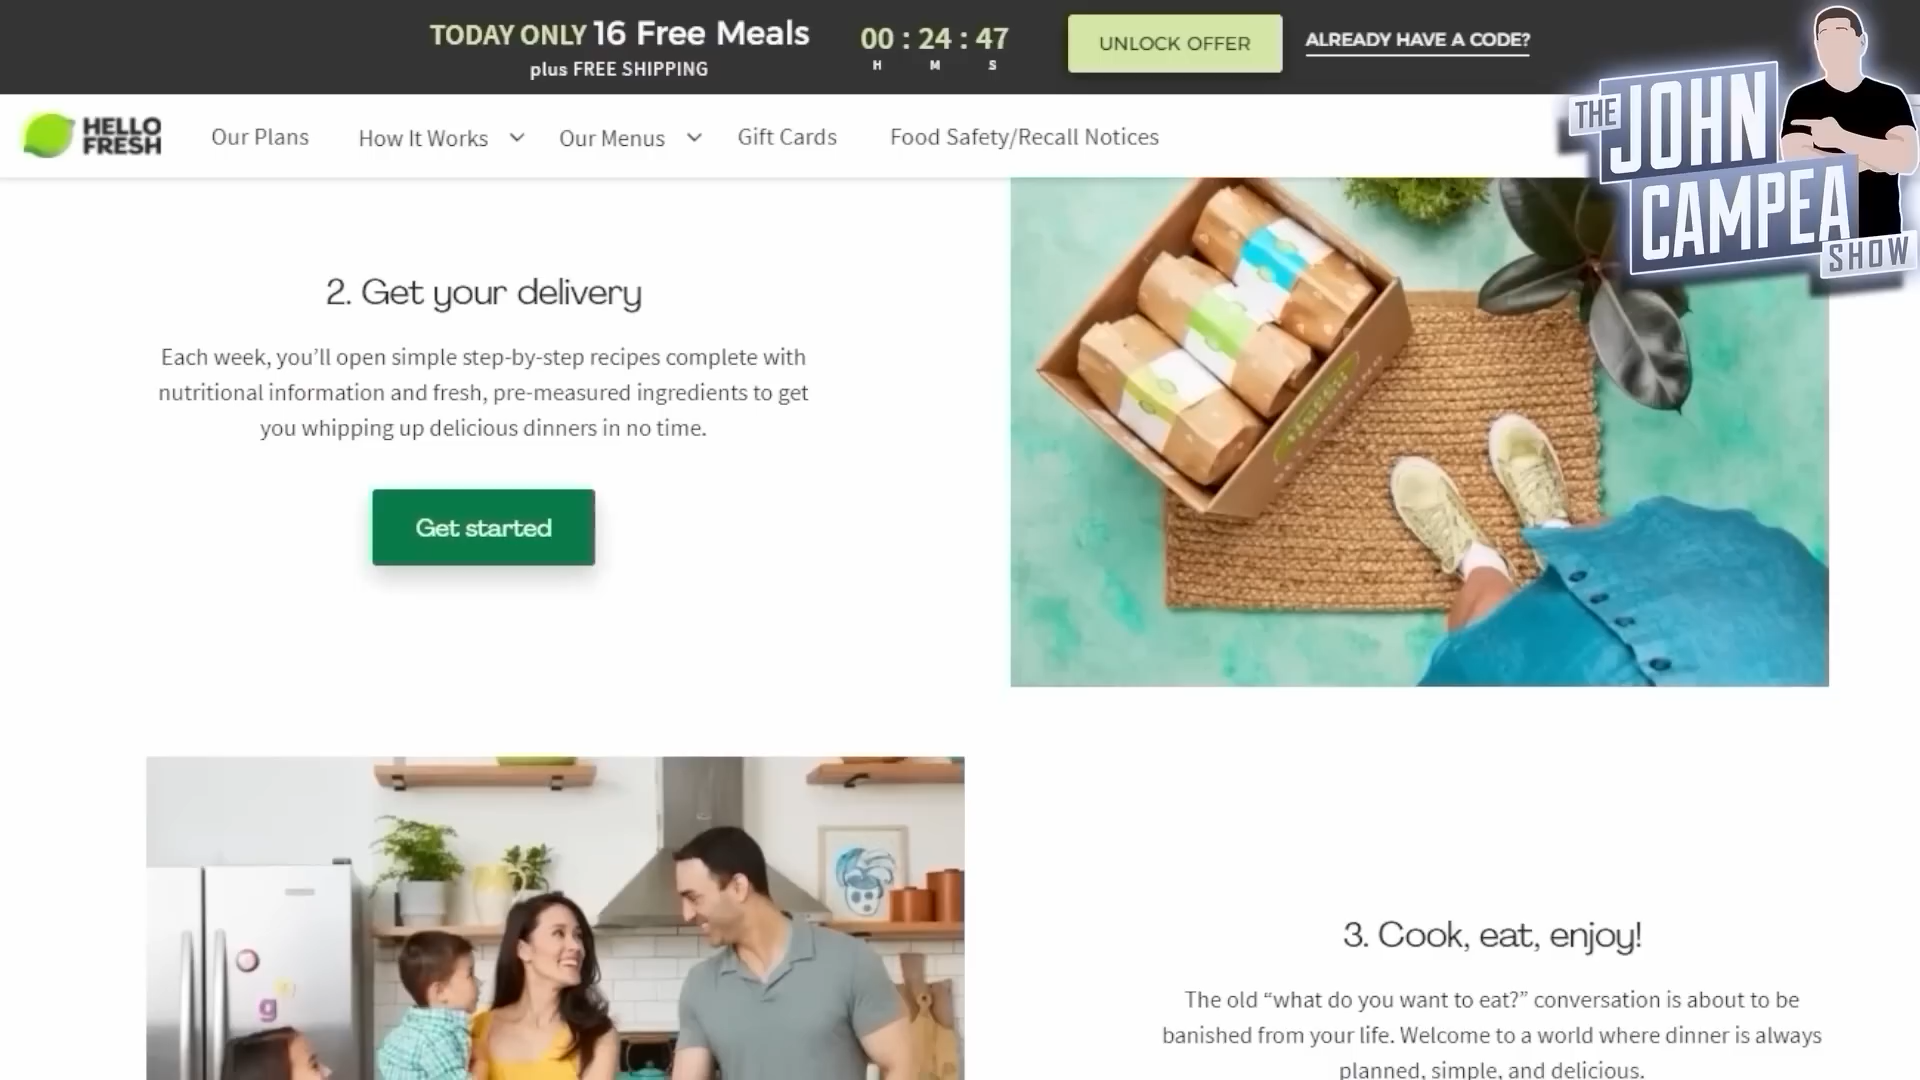 TODAY ONLY 16 Free Meals
plus FREE SHIPPING
00 : 24 : 47
H M S
UNLOCK OFFER
ALREADY HAVE A CODE?
THE
JOHN
CAMPEA
SHOW
HELLO
FRESH
Our Plans
How It Works
Our Menus
Gift Cards
Food Safety/Recall Notices
2. Get your delivery
Each week, you’ll open simple step-by-step recipes complete with
nutritional information and fresh, pre-measured ingredients to get
you whipping up delicious dinners in no time.
Get started
g
3. Cook, eat, enjoy!
The old “what do you want to eat?” conversation is about to be
banished from your life. Welcome to a world where dinner is always
planned, simple, and delicious.